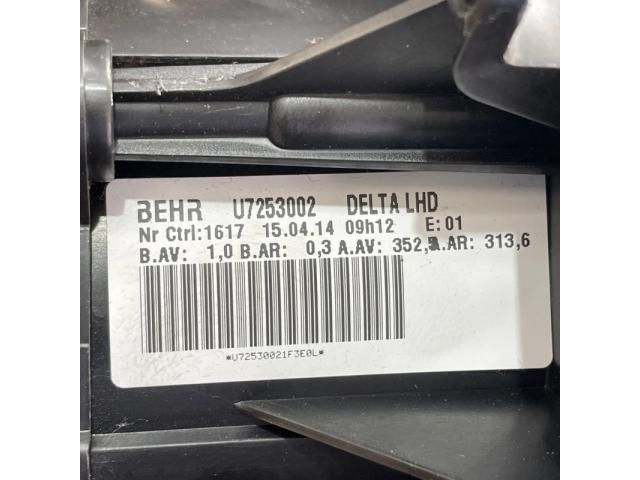 BEHR U7253002 DELTA LHD
Nr Ctrl:1617 15.04.14 09h12 E:01
B.AV: 1,0 B.AR: 0,3 A.AV: 352, A.AR: 313,6
*U72530021F3E0L*